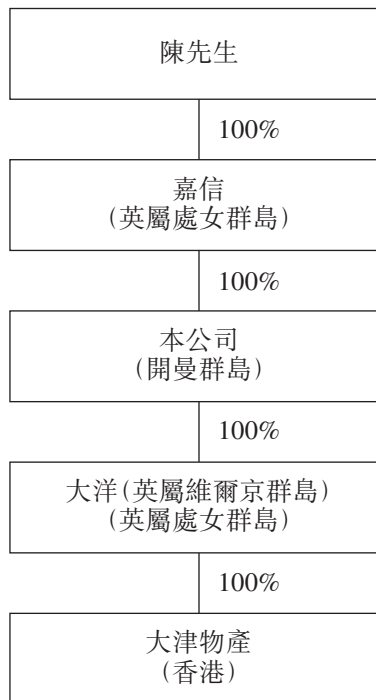 陳先生
100%
嘉信
(英屬處女群島)
100%
本公司
(開曼群島)
100%
大洋(英屬維爾京群島)
(英屬處女群島)
100%
大津物產
(香港)